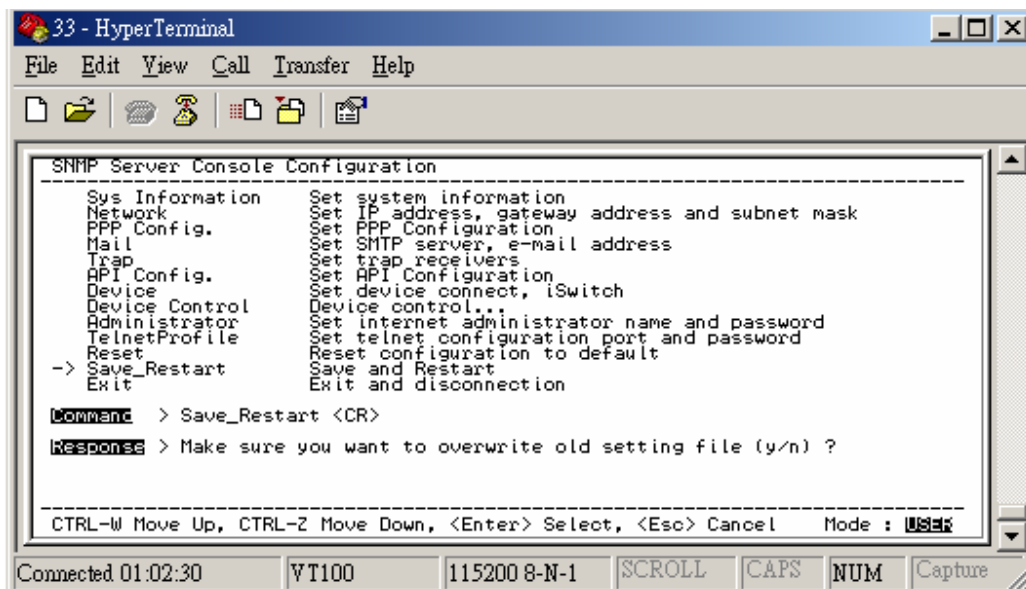 33 - HyperTerminal
File Edit View Call Transfer Help
SNMP Server Console Configuration
Sys Information Set system information
Network Set IP address, gateway address and subnet mask
PPP Config. Set PPP Configuration
Mail Set SMTP server, e-mail address
Trap Set trap receivers
API Config. Set API Configuration
Device Set device connect, iSwitch
Device Control Device control...
Administrator Set internet administrator name and password
TelnetProfile Set telnet configuration port and password
Reset Reset configuration to default
-> Save_Restart Save and Restart
Exit Exit and disconnection
Command > Save_Restart <CR>
Response > Make sure you want to overwrite old setting file (y/n) ?
CTRL-W Move Up, CTRL-Z Move Down, <Enter> Select, <Esc> Cancel Mode : USER
Connected 01:02:30 VT100 115200 8-N-1 SCROLL CAPS NUM Capture